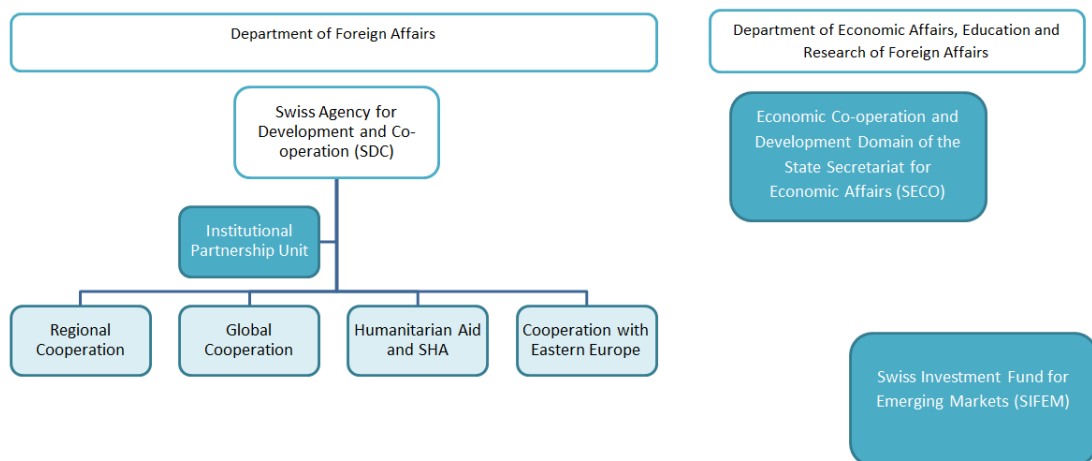 Department of Foreign Affairs
Department of Economic Affairs, Education and
Research of Foreign Affairs
Swiss Agency for
Development and Co-
operation (SDC)
Economic Co-operation and
Development Domain of the
State Secretariat for
Economic Affairs (SECO)
Institutional
Partnership Unit
Regional
Cooperation
Global
Cooperation
Humanitarian Aid
and SHA
Cooperation with
Eastern Europe
Swiss Investment Fund for
Emerging Markets (SIFEM)